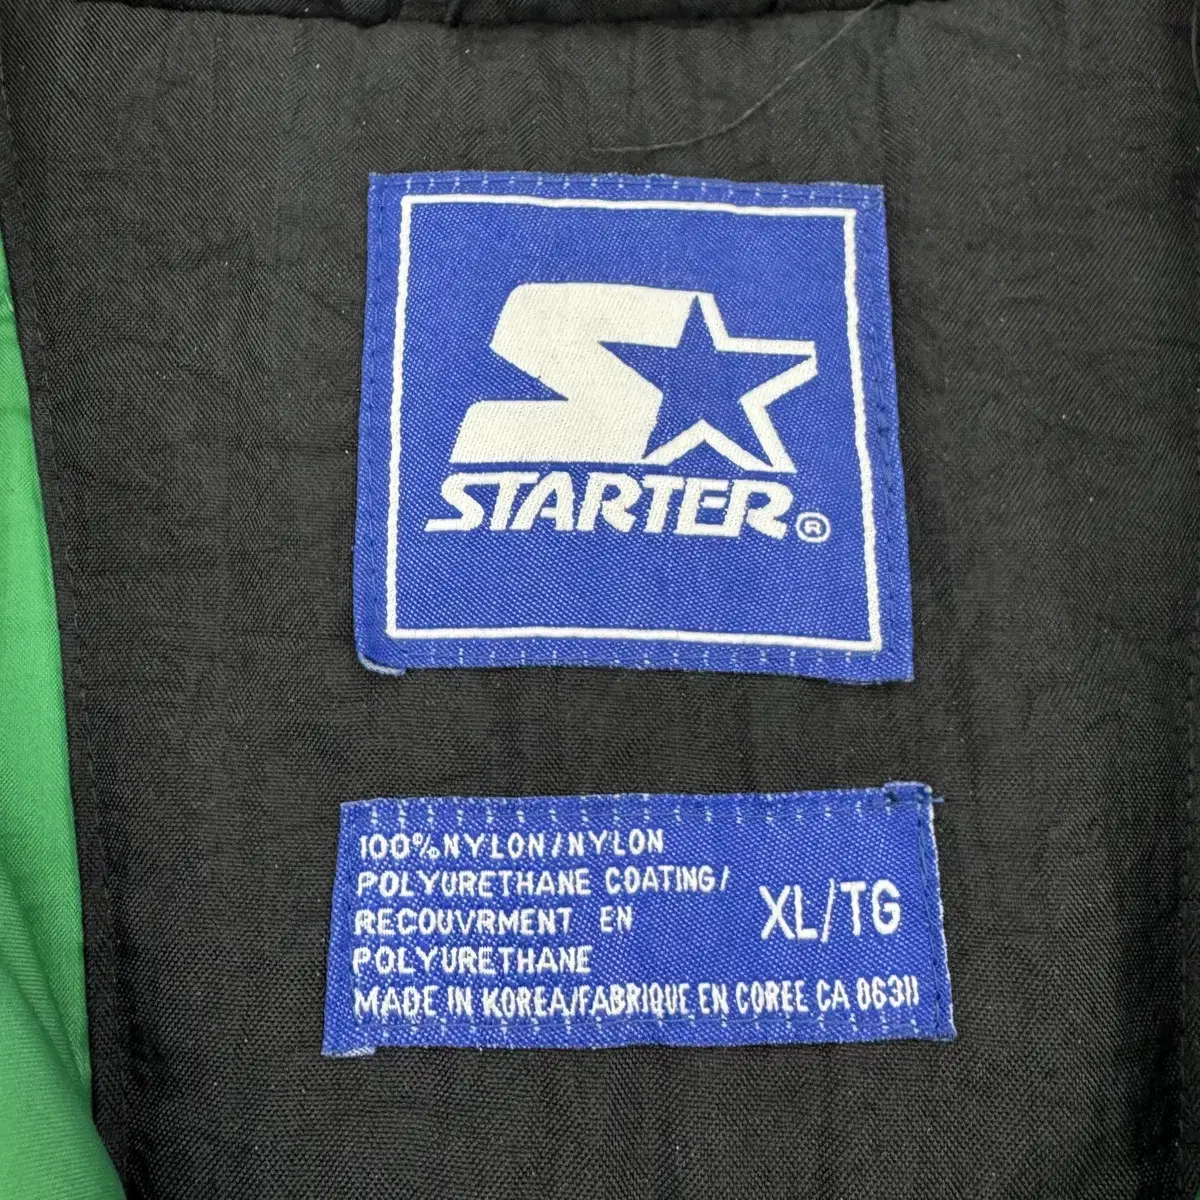 STARTER®
100% NYLON/NYLON
POLYURETHANE COATING/
RECOUVRMENT EN
POLYURETHANE
XL/TG
MADE IN KOREA/FABRIQUE EN COREE CA 06311